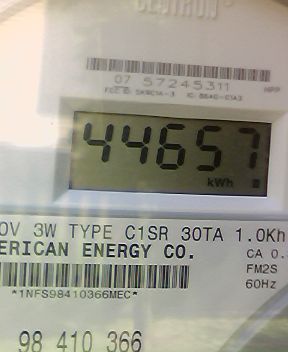 CENTRON
07 57245311
44657
kWh
0V 3W TYPE C1SR 30TA 1.0Kh
ERICAN ENERGY CO.
CA 0.
FM2S
60Hz
*1NFS98410366MEC*
98 410 366